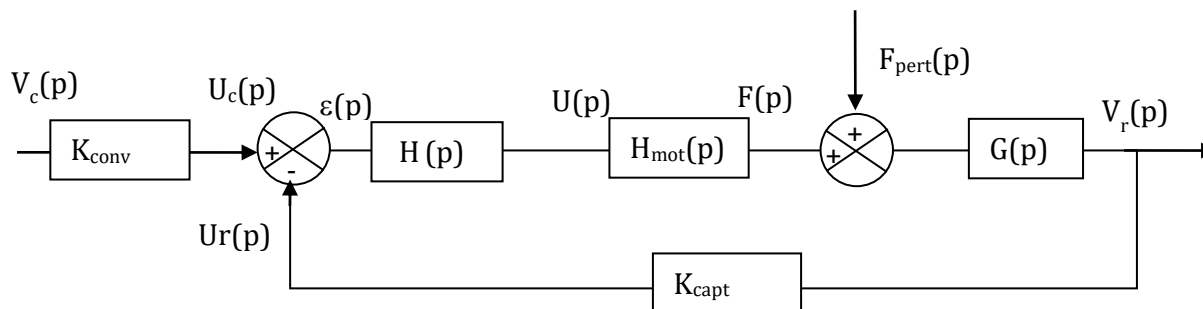 V_c(p)
K_conv
U_c(p)
+
-
ε(p)
H (p)
U(p)
H_mot(p)
F(p)
F_pert(p)
+
+
G(p)
V_r(p)
Ur(p)
K_capt